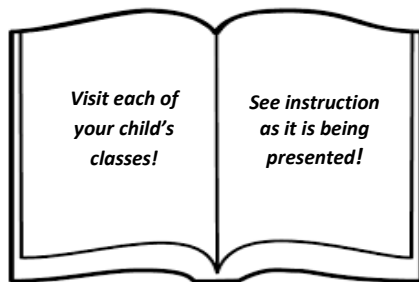 Visit each of
your child’s
classes!
See instruction
as it is being
presented!